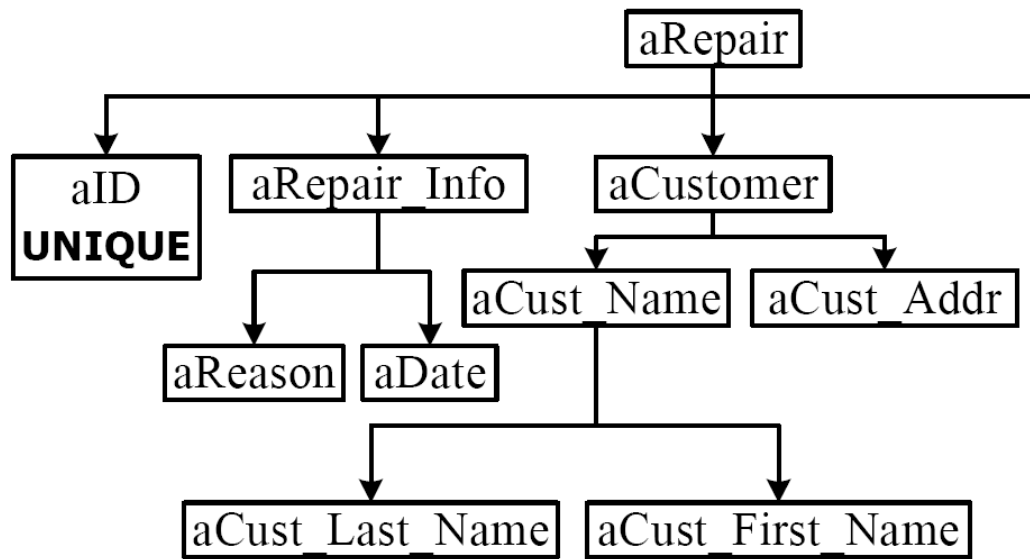 aRepair
aID
UNIQUE
aRepair_Info
aCustomer
aCust_Name
aCust_Addr
aReason
aDate
aCust_Last_Name
aCust_First_Name